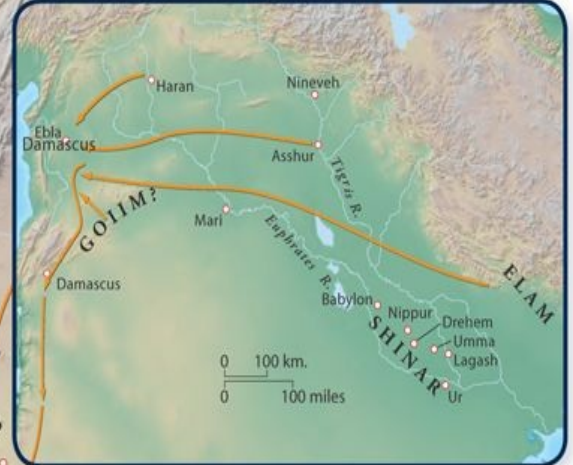 Haran
Nineveh
Ebla
Damascus
Asshur
Tigris R.
GOIIM?
Mari
Euphrates R.
Damascus
ELAM
Babylon
Nippur
Drehem
SHINAR
Umma
Lagash
Ur
0 100 km.
0 100 miles